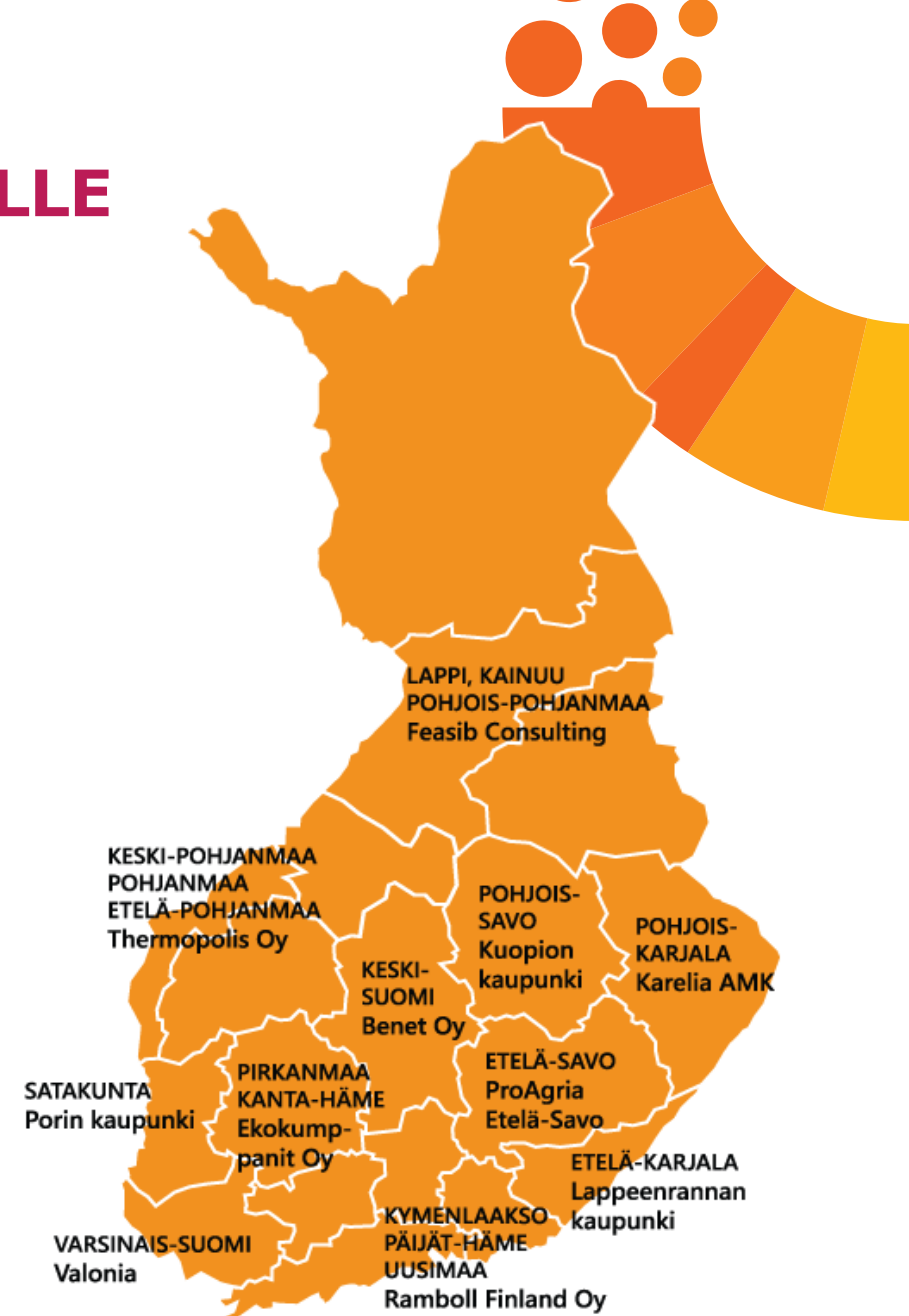 LLE
LAPPI, KAINUU
POHJOIS-POHJANMAA
Feasib Consulting
KESKI-POHJANMAA
POHJANMAA
ETELÄ-POHJANMAA
Thermopolis Oy
POHJOIS-
SAVO
Kuopion
kaupunki
POHJOIS-
KARJALA
Karelia AMK
KESKI-
SUOMI
Benet Oy
SATAKUNTA
Porin kaupunki
PIRKANMAA
KANTA-HÄME
Ekokump-
panit Oy
ETELÄ-SAVO
ProAgria
Etelä-Savo
ETELÄ-KARJALA
Lappeenrannan
kaupunki
VARSINAIS-SUOMI
Valonia
KYMENLAAKSO
PÄIJÄT-HÄME
UUSIMAA
Ramboll Finland Oy